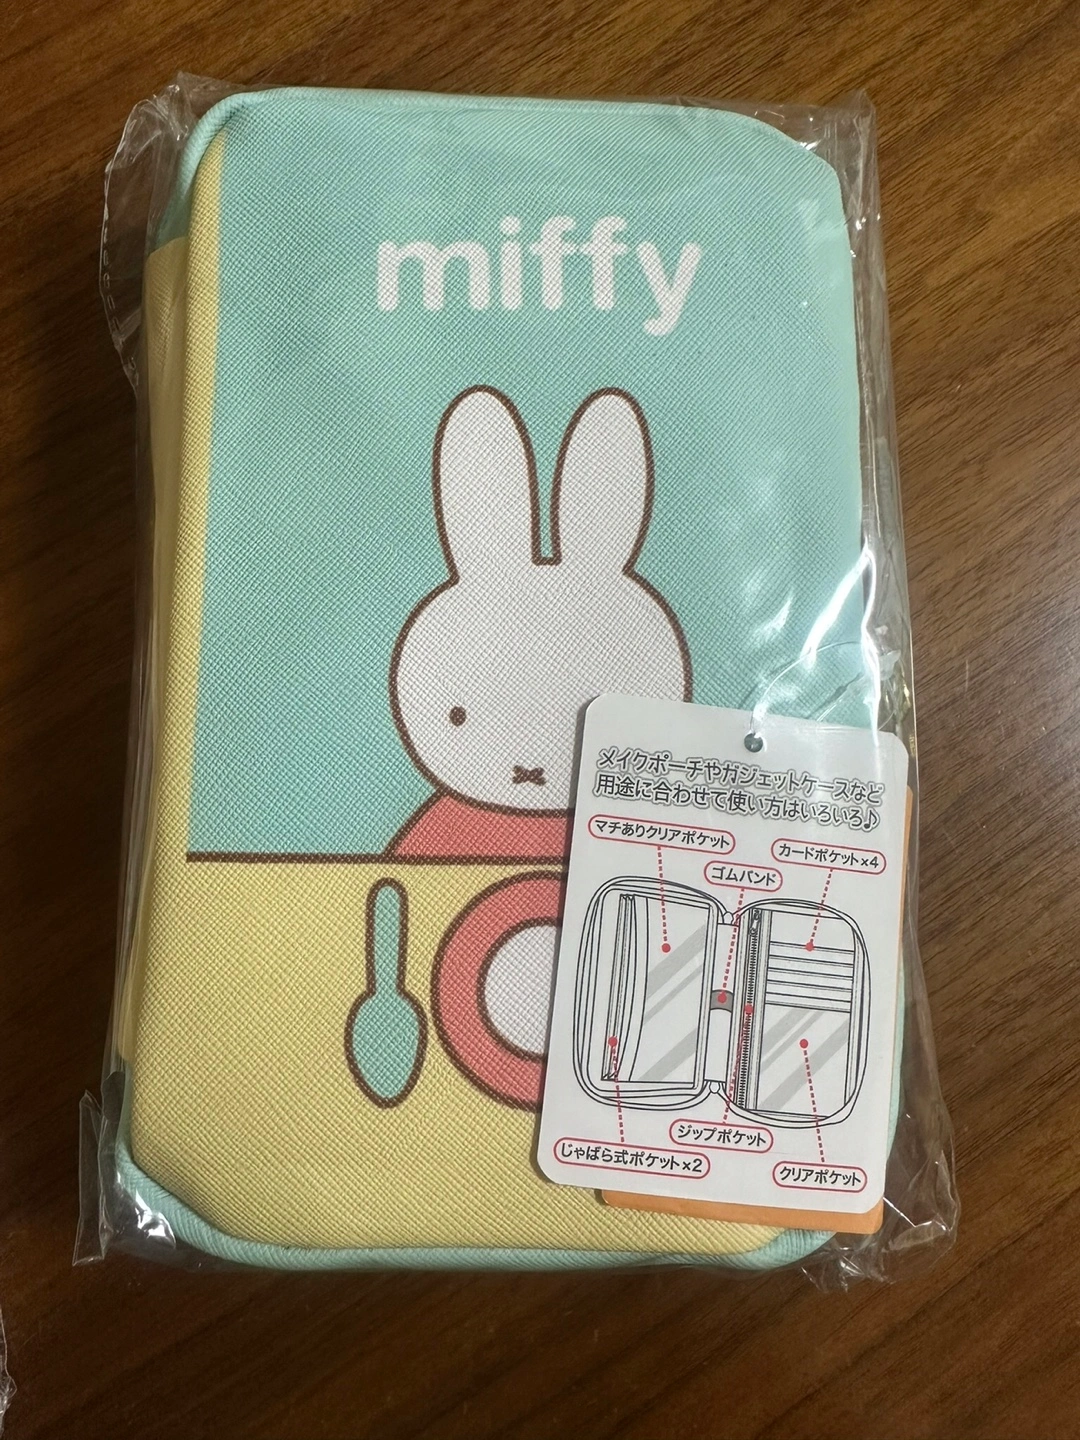 miffy
メイクポーチやガジェットケースなど
用途に合わせて使い方はいろいろ♪
マチありクリアポケット
カードポケット×4
ゴムバンド
ジップポケット
じゃばら式ポケット×2
クリアポケット